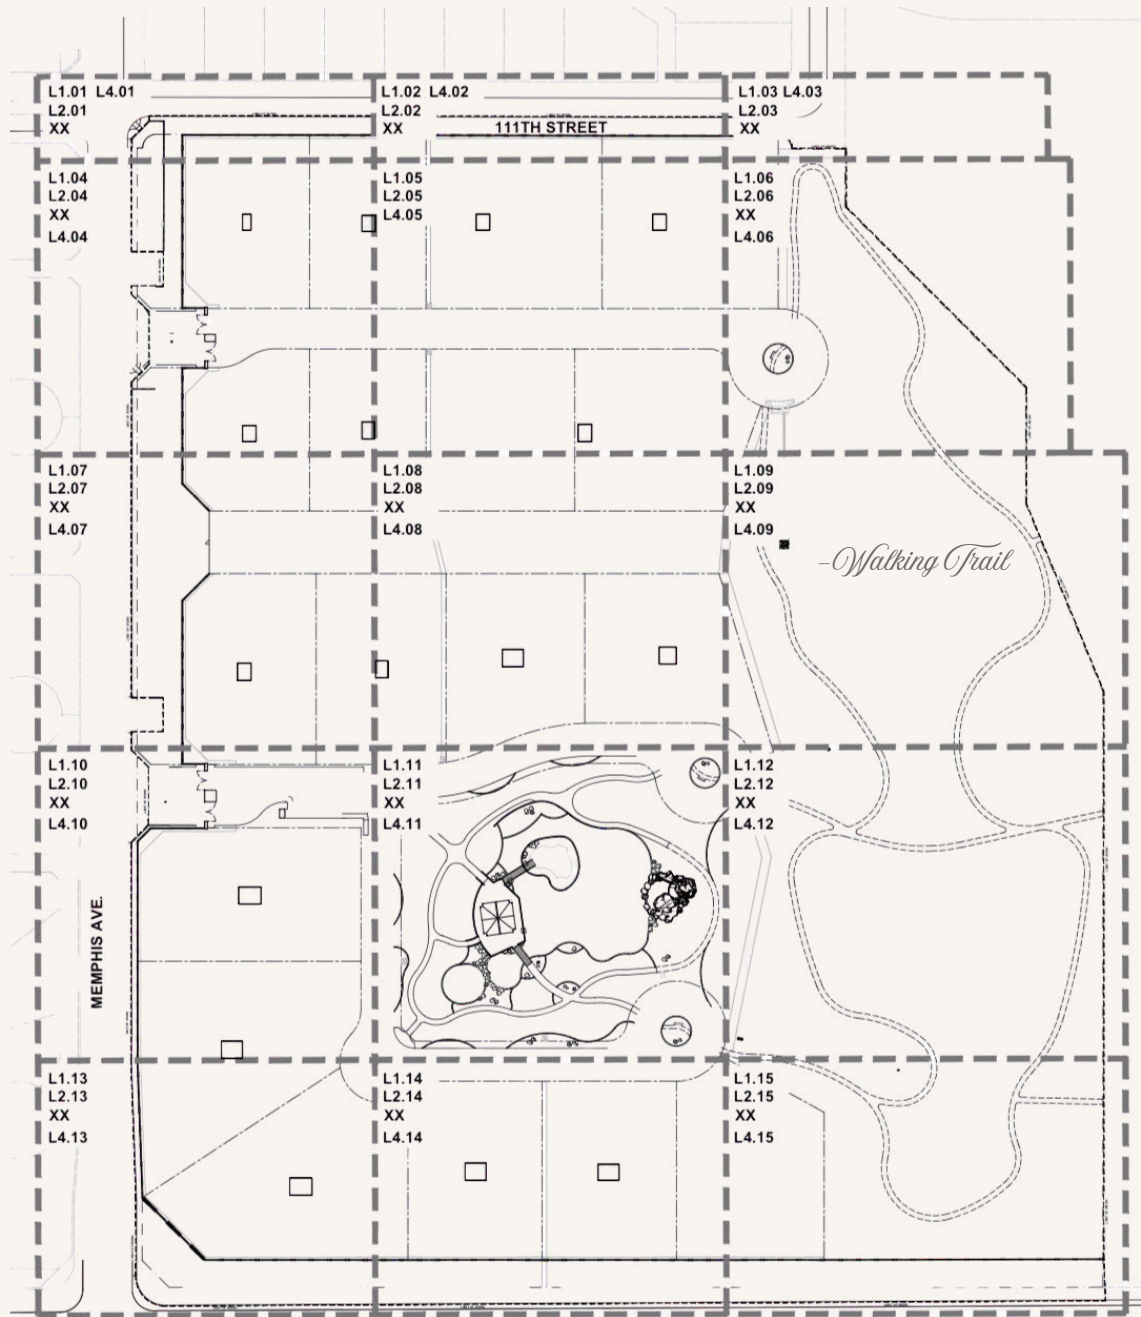 L1.01 L4.01
L2.01
XX
L1.02 L4.02
L2.02
XX
L1.03 L4.03
L2.03
XX
111TH STREET
L1.04
L2.04
XX
L4.04
L1.05
L2.05
L4.05
L1.06
L2.06
XX
L4.06
L1.07
L2.07
XX
L4.07
L1.08
L2.08
XX
L4.08
L1.09
L2.09
XX
L4.09
-Walking Trail
L1.10
L2.10
XX
L4.10
L1.11
L2.11
XX
L4.11
L1.12
L2.12
XX
L4.12
MEMPHIS AVE.
L1.13
L2.13
XX
L4.13
L1.14
L2.14
XX
L4.14
L1.15
L2.15
XX
L4.15